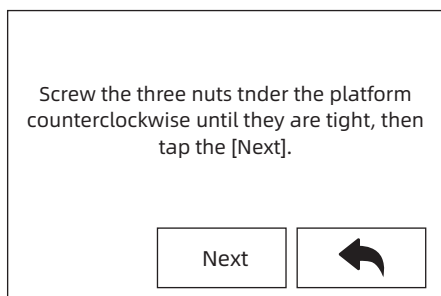 Screw the three nuts tnder the platform
counterclockwise until they are tight, then
tap the [Next].
Next